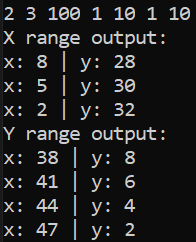 2 3 100 1 10 1 10
X range output:
x: 8 | y: 28
x: 5 | y: 30
x: 2 | y: 32
Y range output:
x: 38 | y: 8
x: 41 | y: 6
x: 44 | y: 4
x: 47 | y: 2